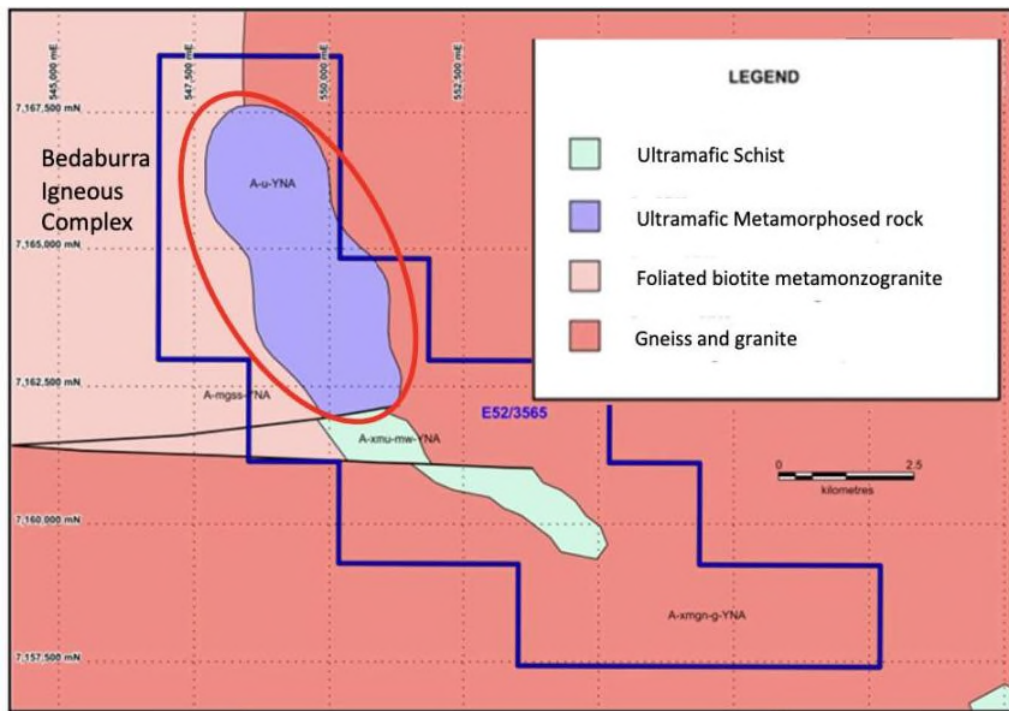 545,000 mE
547,500 mE
550,000 mE
552,500 mE
7,167,500 mN
7,165,000 mN
7,162,500 mN
7,160,000 mN
7,157,500 mN
Bedaburra
Igneous
Complex
A-u-YNA
A-mgss-YNA
A-xmu-mw-YNA
E52/3565
A-xmgn-g-YNA
0
2.5
kilometres
LEGEND
Ultramafic Schist
Ultramafic Metamorphosed rock
Foliated biotite metamonzogranite
Gneiss and granite